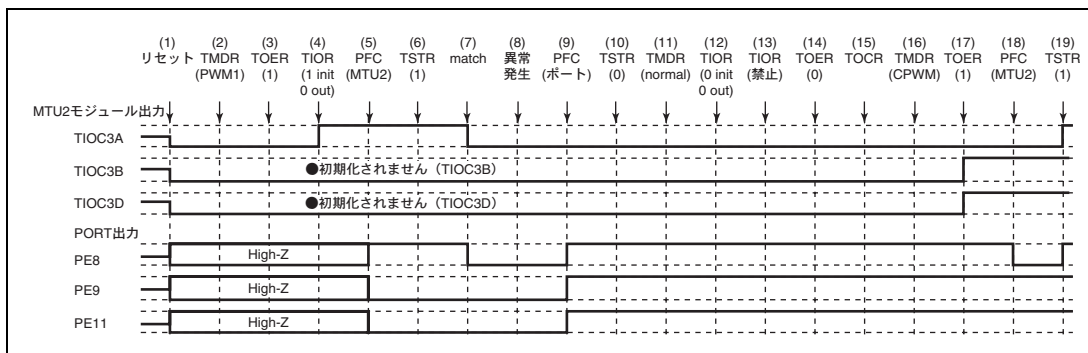 (1) (2) (3) (4) (5) (6) (7) (8) (9) (10) (11) (12) (13) (14) (15) (16) (17) (18) (19)
リセット TMDR TOER TIOR PFC TSTR match 異常 PFC TSTR TMDR TIOR TIOR TOER TOCR TMDR TOER PFC TSTR
(PWM1) (1) (1 init (MTU2) (1) 発生 (ポート) (0) (normal) (0 init (禁止) (0) (CPWM) (1) (MTU2) (1)
0 out) 0 out)
MTU2モジュール出力
TIOC3A
TIOC3B ●初期化されません(TIOC3B)
TIOC3D ●初期化されません(TIOC3D)
PORT出力
PE8 High-Z
PE9 High-Z
PE11 High-Z